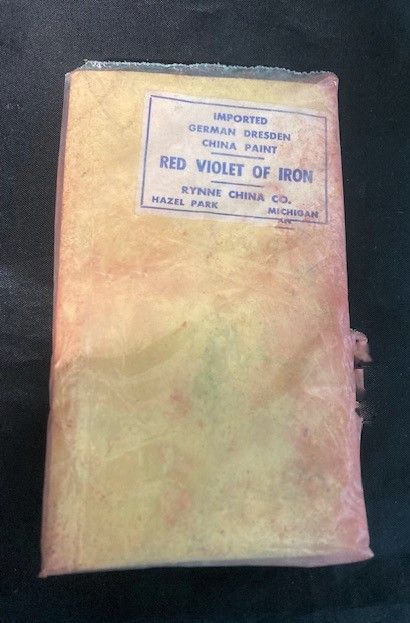 IMPORTED
GERMAN DRESDEN
CHINA PAINT
RED VIOLET OF IRON
RYNNE CHINA CO.
HAZEL PARK MICHIGAN